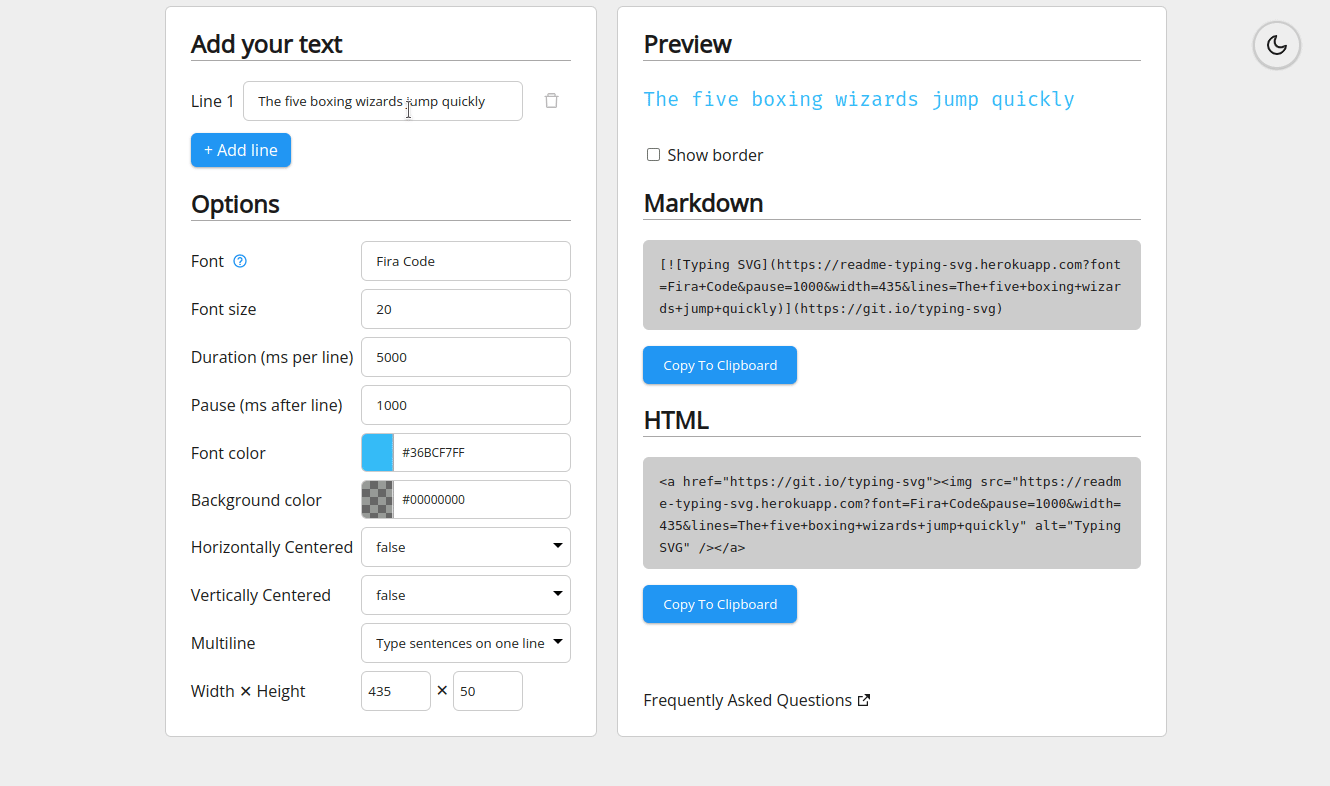 Add your text
Line 1 The five boxing wizards jump quickly
+ Add line
Options
Font Fira Code
Font size 20
Duration (ms per line) 5000
Pause (ms after line) 1000
Font color #36BCF7FF
Background color #00000000
Horizontally Centered false
Vertically Centered false
Multiline Type sentences on one line
Width ✕ Height 435 ✕ 50
Preview
The five boxing wizards jump quickly
Show border
Markdown
[![Typing SVG](https://readme-typing-svg.herokuapp.com?font
=Fira+Code&pause=1000&width=435&lines=The+five+boxing+wizar
ds+jump+quickly)](https://git.io/typing-svg)
Copy To Clipboard
HTML
<a href="https://git.io/typing-svg"><img src="https://readm
e-typing-svg.herokuapp.com?font=Fira+Code&pause=1000&width=
435&lines=The+five+boxing+wizards+jump+quickly" alt="Typing
SVG" /></a>
Copy To Clipboard
Frequently Asked Questions